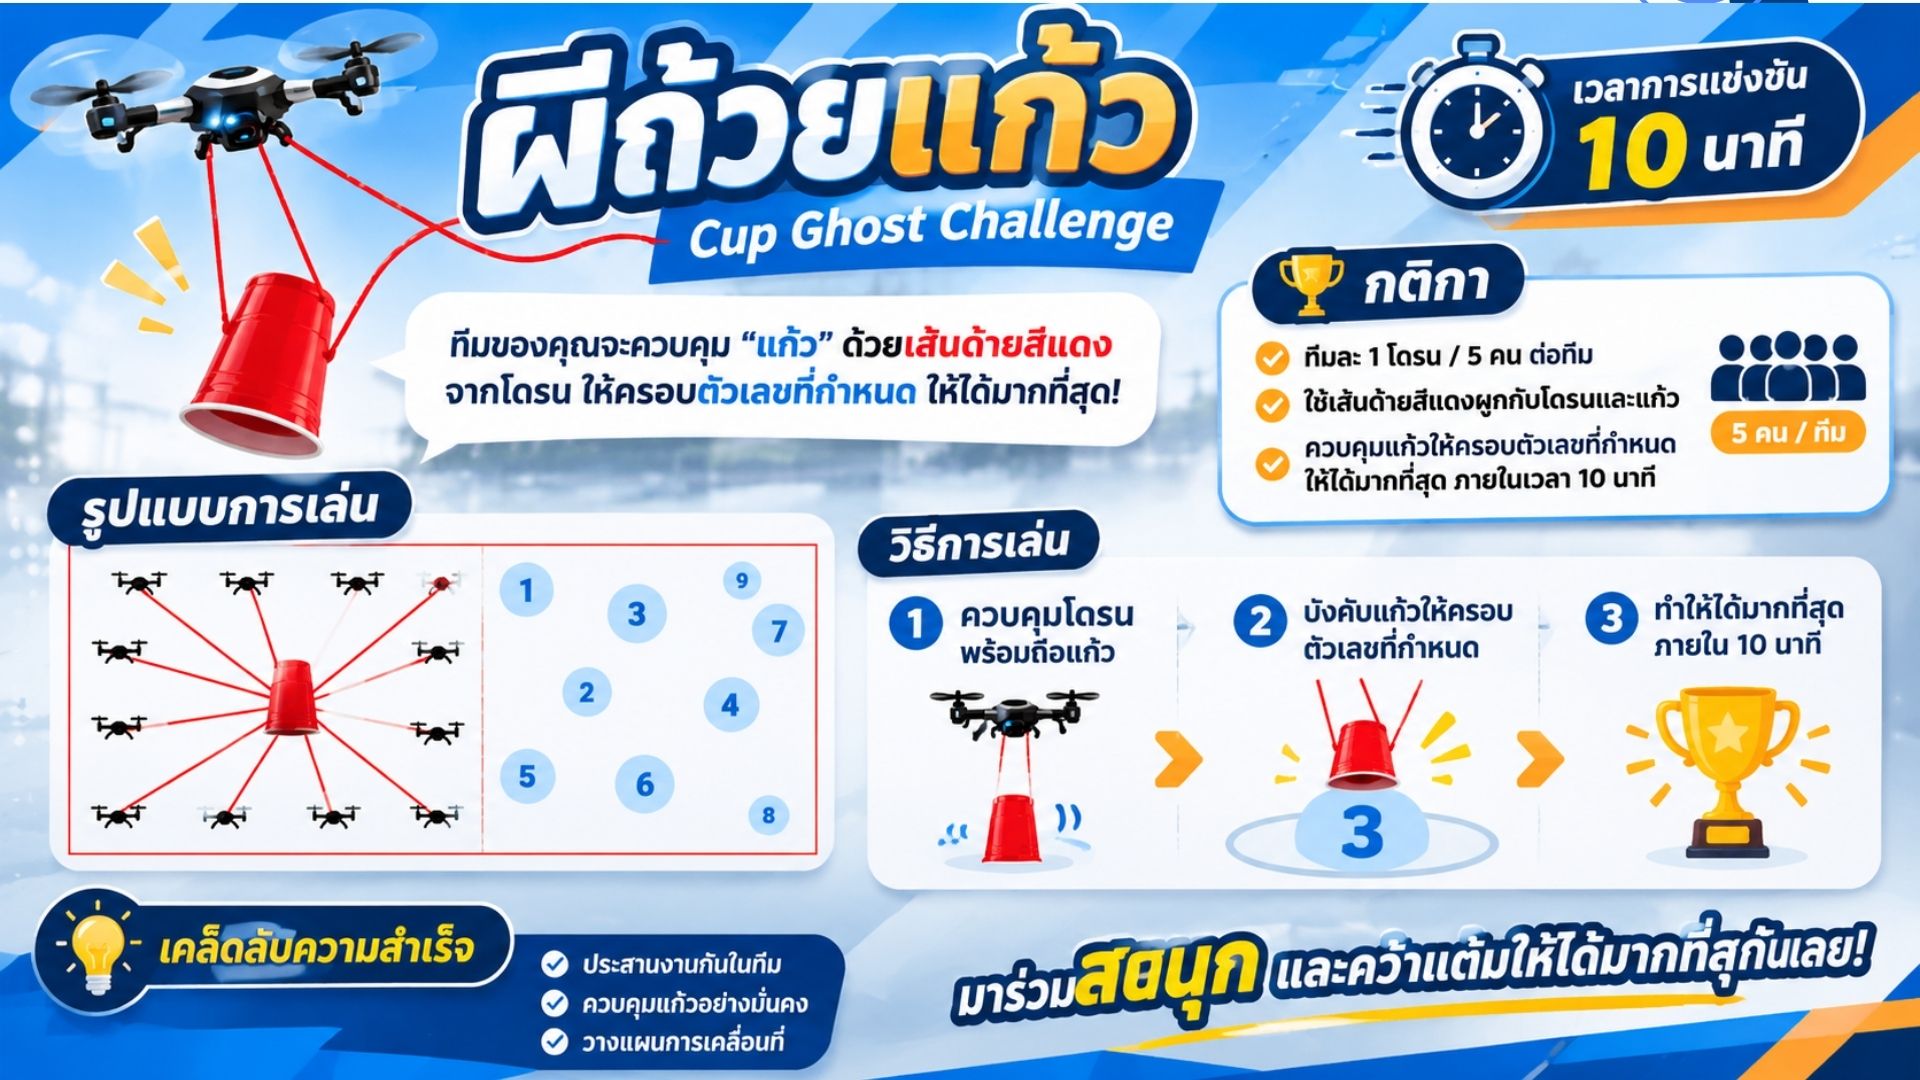 ผีถ้วยแก้ว
Cup Ghost Challenge
เวลาการแข่งขัน
10 นาที
ทีมของคุณจะควบคุม “แก้ว” ด้วยเส้นด้ายสีแดง
จากโดรน ให้ครอบตัวเลขที่กำหนด ให้ได้มากที่สุด!
กติกา
ทีมละ 1 โดรน / 5 คน ต่อทีม
ใช้เส้นด้ายสีแดงผูกกับโดรนและแก้ว
ควบคุมแก้วให้ครอบตัวเลขที่กำหนด
ให้ได้มากที่สุด ภายในเวลา 10 นาที
5 คน / ทีม
รูปแบบการเล่น
1
3
9
7
2
4
5
6
8
วิธีการเล่น
1 ควบคุมโดรน
พร้อมถือแก้ว
2 บังคับแก้วให้ครอบ
ตัวเลขที่กำหนด
3
3 ทำให้ได้มากที่สุด
ภายใน 10 นาที
เคล็ดลับความสำเร็จ
ประสานงานกันในทีม
ควบคุมแก้วอย่างมั่นคง
วางแผนการเคลื่อนที่
มาร่วมสนุก และคว้าแต้มให้ได้มากที่สุกันเลย!